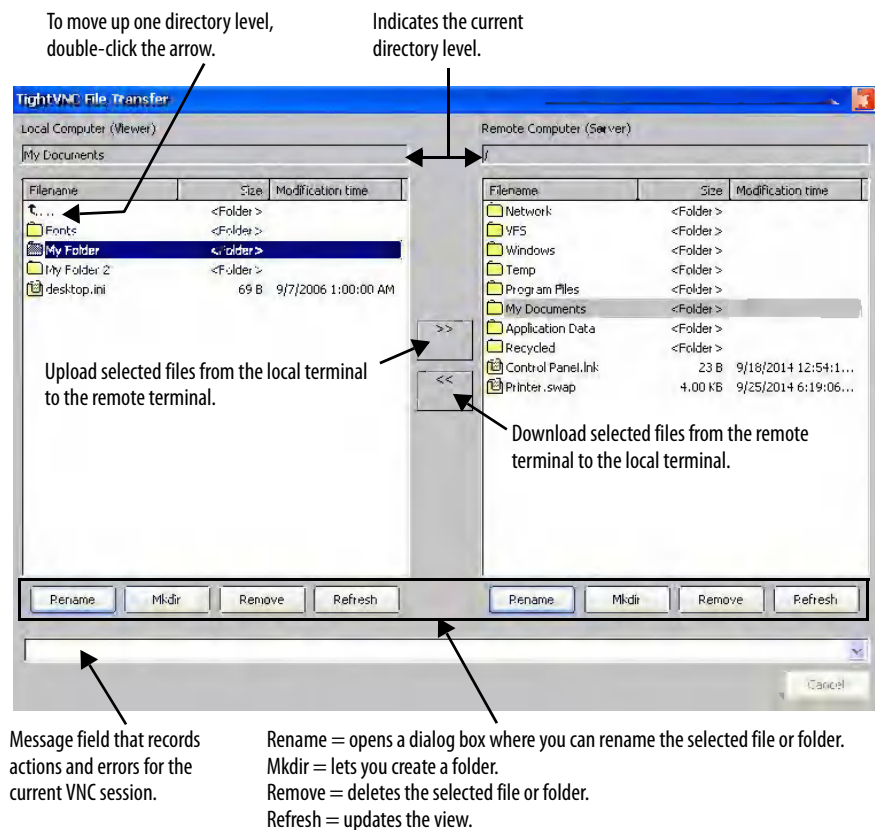 To move up one directory level,
double-click the arrow.
Indicates the current
directory level.
TightVNC File Transfer
Local Computer (Viewer)
Remote Computer (Server)
My Documents
/
Filename Size Modification time
.. <Folder>
Fonts <Folder>
My Folder <Folder>
My Folder 2 <Folder>
desktop.ini 69 B 9/7/2006 1:00:00 AM
Filename Size Modification time
Network <Folder>
VFS <Folder>
Windows <Folder>
Temp <Folder>
Program Files <Folder>
My Documents <Folder>
Application Data <Folder>
Recycled <Folder>
Control Panel.lnk 23 B 9/18/2014 12:54:1...
Printer.swap 4.00 KB 9/25/2014 6:19:06...
>>
<<
Upload selected files from the local terminal
to the remote terminal.
Download selected files from the remote
terminal to the local terminal.
Rename Mkdir Remove Refresh
Rename Mkdir Remove Refresh
Cancel
Message field that records
actions and errors for the
current VNC session.
Rename = opens a dialog box where you can rename the selected file or folder.
Mkdir = lets you create a folder.
Remove = deletes the selected file or folder.
Refresh = updates the view.